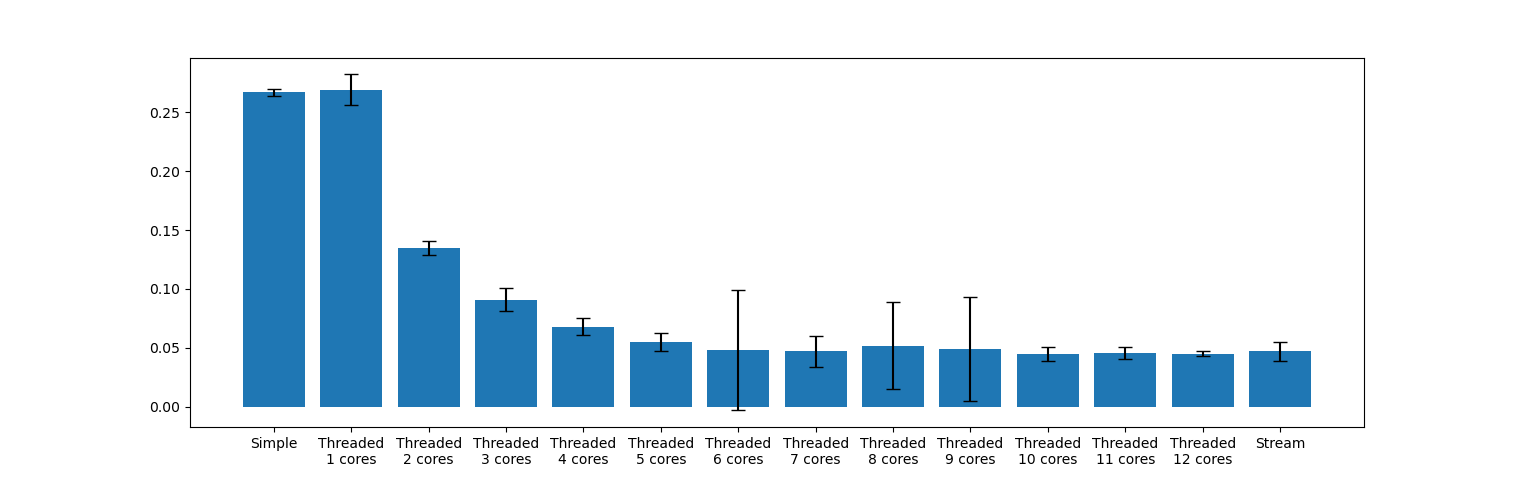 0.25
0.20
0.15
0.10
0.05
0.00
Simple
Threaded
1 cores
Threaded
2 cores
Threaded
3 cores
Threaded
4 cores
Threaded
5 cores
Threaded
6 cores
Threaded
7 cores
Threaded
8 cores
Threaded
9 cores
Threaded
10 cores
Threaded
11 cores
Threaded
12 cores
Stream